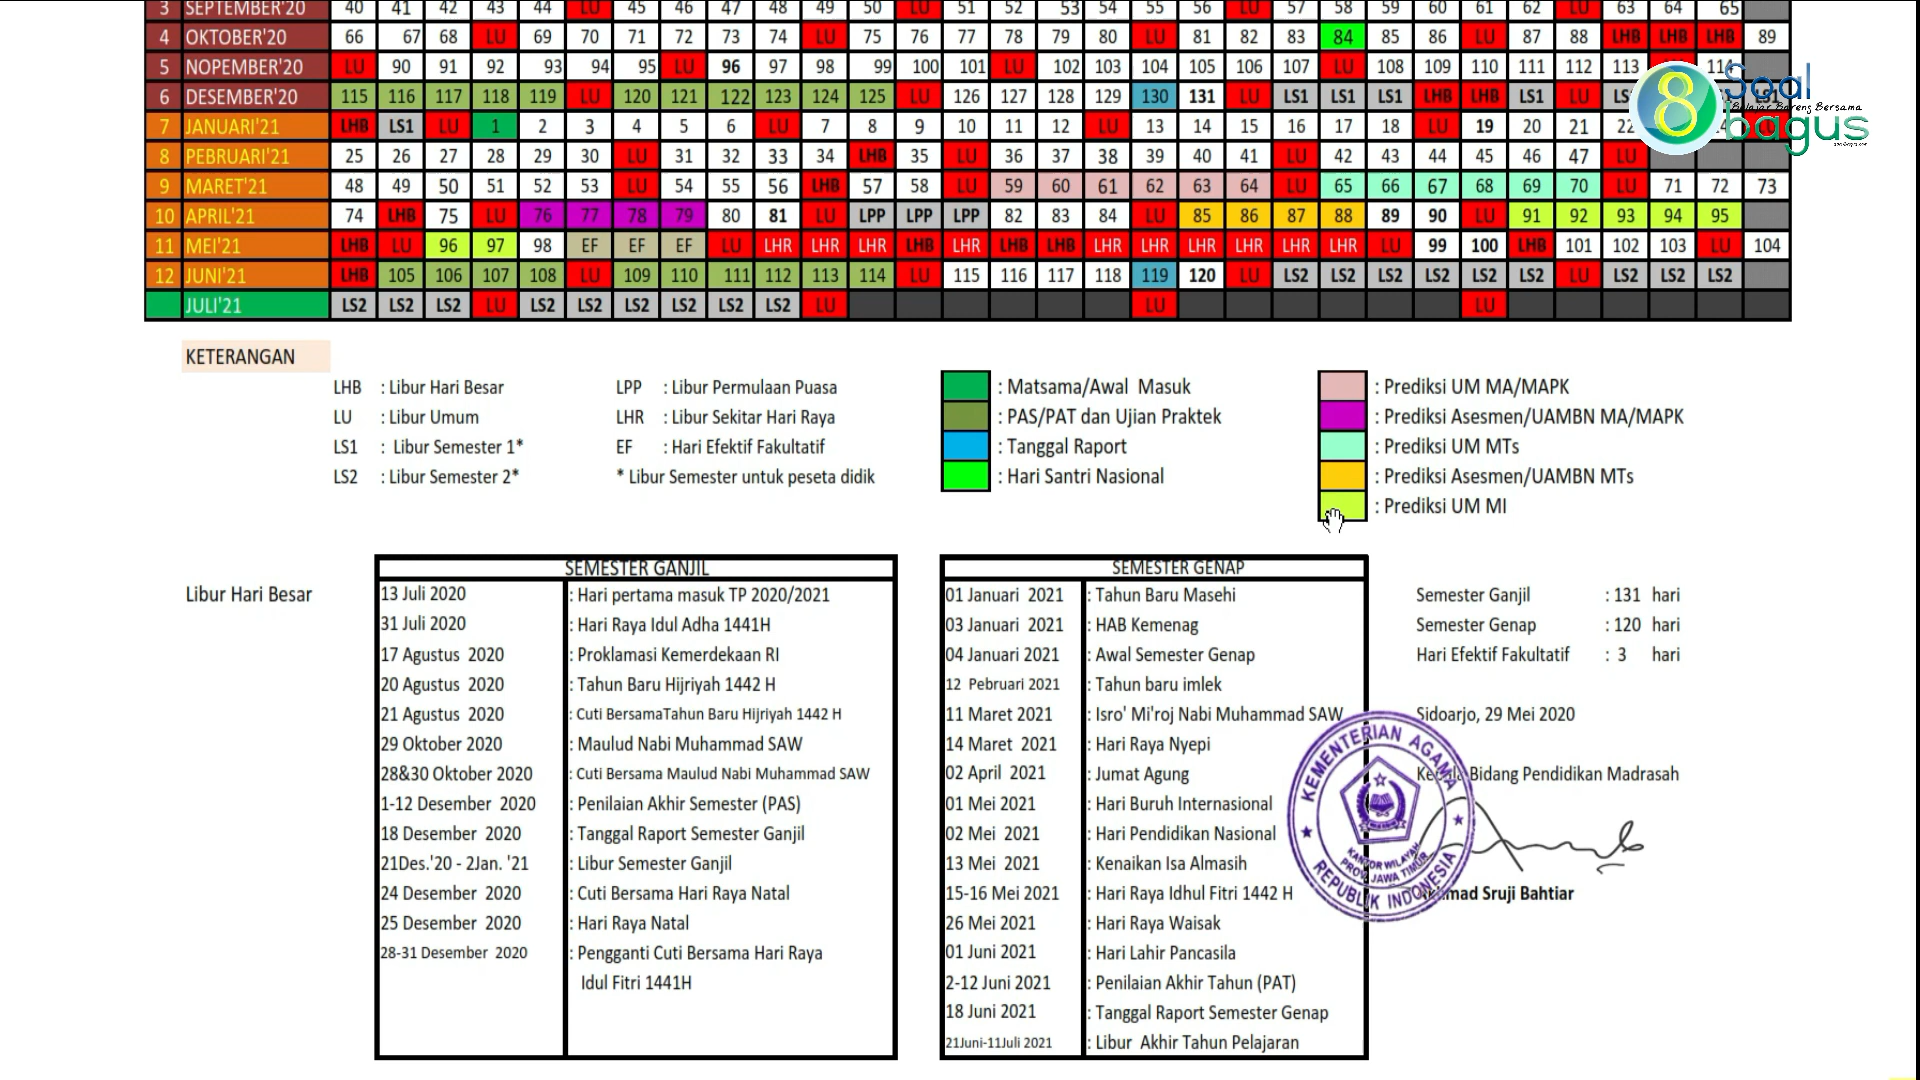 3 SEPTEMBER'20 40 41 42 43 44 LU 45 46 47 48 49 50 LU 51 52 53 54 55 56 LU 57 58 59 60 61 62 LU 63 64 65
4 OKTOBER'20 66 67 68 LU 69 70 71 72 73 74 LU 75 76 77 78 79 80 LU 81 82 83 84 85 86 LU 87 88 LHB LHB LHB 89
5 NOPEMBER'20 LU 90 91 92 93 94 95 LU 96 97 98 99 100 101 LU 102 103 104 105 106 107 LU 108 109 110 111 112 113 114
6 DESEMBER'20 115 116 117 118 119 LU 120 121 122 123 124 125 LU 126 127 128 129 130 131 LU LS1 LS1 LS1 LHB LHB LS1 LU
7 JANUARI'21 LHB LS1 LU 1 2 3 4 5 6 LU 7 8 9 10 11 12 LU 13 14 15 16 17 18 LU 19 20 21 22
8 PEBRUARI'21 25 26 27 28 29 30 LU 31 32 33 34 LHB 35 LU 36 37 38 39 40 41 LU 42 43 44 45 46 47 LU
9 MARET'21 48 49 50 51 52 53 LU 54 55 56 LHB 57 58 LU 59 60 61 62 63 64 LU 65 66 67 68 69 70 LU 71 72 73
10 APRIL'21 74 LHB 75 LU 76 77 78 79 80 81 LU LPP LPP LPP 82 83 84 LU 85 86 87 88 89 90 LU 91 92 93 94 95
11 MEI'21 LHB LU 96 97 98 EF EF EF LU LHR LHR LHR LHB LHR LHB LHB LHR LHR LHR LHR LHR LHR LU 99 100 LHB 101 102 103 LU 104
12 JUNI'21 LHB 105 106 107 108 LU 109 110 111 112 113 114 LU 115 116 117 118 119 120 LU LS2 LS2 LS2 LS2 LS2 LS2 LU LS2 LS2 LS2
JULI'21 LS2 LS2 LS2 LU LS2 LS2 LS2 LS2 LS2 LS2 LU LU LU
8 Soal bagus
Belajar Bareng Bersama
KETERANGAN
LHB : Libur Hari Besar
LU : Libur Umum
LS1 : Libur Semester 1*
LS2 : Libur Semester 2*
LPP : Libur Permulaan Puasa
LHR : Libur Sekitar Hari Raya
EF : Hari Efektif Fakultatif
* Libur Semester untuk peseta didik
: Matsama/Awal Masuk
: PAS/PAT dan Ujian Praktek
: Tanggal Raport
: Hari Santri Nasional
: Prediksi UM MA/MAPK
: Prediksi Asesmen/UAMBN MA/MAPK
: Prediksi UM MTs
: Prediksi Asesmen/UAMBN MTs
: Prediksi UM MI
Libur Hari Besar
SEMESTER GANJIL
13 Juli 2020 : Hari pertama masuk TP 2020/2021
31 Juli 2020 : Hari Raya Idul Adha 1441H
17 Agustus 2020 : Proklamasi Kemerdekaan RI
20 Agustus 2020 : Tahun Baru Hijriyah 1442 H
21 Agustus 2020 : Cuti BersamaTahun Baru Hijriyah 1442 H
29 Oktober 2020 : Maulud Nabi Muhammad SAW
28&30 Oktober 2020 : Cuti Bersama Maulud Nabi Muhammad SAW
1-12 Desember 2020 : Penilaian Akhir Semester (PAS)
18 Desember 2020 : Tanggal Raport Semester Ganjil
21Des.'20 - 2Jan. '21 : Libur Semester Ganjil
24 Desember 2020 : Cuti Bersama Hari Raya Natal
25 Desember 2020 : Hari Raya Natal
28-31 Desember 2020 : Pengganti Cuti Bersama Hari Raya
Idul Fitri 1441H
SEMESTER GENAP
01 Januari 2021 : Tahun Baru Masehi
03 Januari 2021 : HAB Kemenag
04 Januari 2021 : Awal Semester Genap
12 Pebruari 2021 : Tahun baru imlek
11 Maret 2021 : Isro' Mi'roj Nabi Muhammad SAW
14 Maret 2021 : Hari Raya Nyepi
02 April 2021 : Jumat Agung
01 Mei 2021 : Hari Buruh Internasional
02 Mei 2021 : Hari Pendidikan Nasional
13 Mei 2021 : Kenaikan Isa Almasih
15-16 Mei 2021 : Hari Raya Idhul Fitri 1442 H
26 Mei 2021 : Hari Raya Waisak
01 Juni 2021 : Hari Lahir Pancasila
2-12 Juni 2021 : Penilaian Akhir Tahun (PAT)
18 Juni 2021 : Tanggal Raport Semester Genap
21Juni-11Juli 2021 : Libur Akhir Tahun Pelajaran
Semester Ganjil : 131 hari
Semester Genap : 120 hari
Hari Efektif Fakultatif : 3 hari
Sidoarjo, 29 Mei 2020
Bidang Pendidikan Madrasah
KEMENTERIAN AGAMA
KANTOR WILAYAH
PROV. JAWA TIMUR
REPUBLIK INDONESIA
Sruji Bahtiar